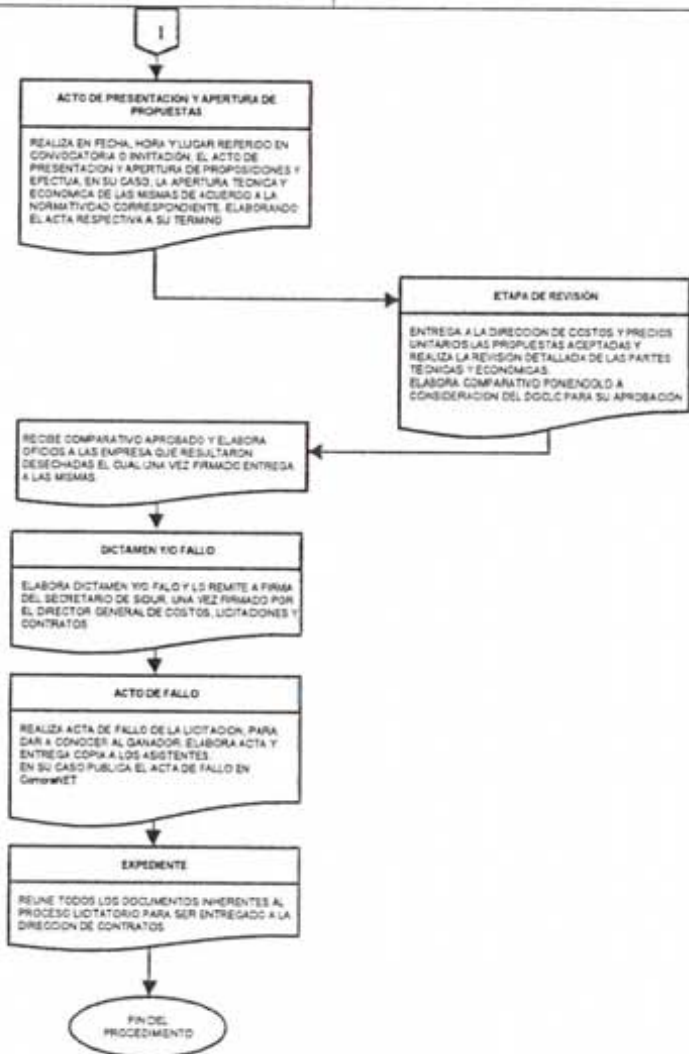 1
ACTO DE PRESENTACION Y APERTURA DE
PROPUESTAS
REALIZA EN FECHA, HORA Y LUGAR REFERIDO EN
CONVOCATORIA O INVITACIÓN, EL ACTO DE
PRESENTACION Y APERTURA DE PROPOSICIONES Y
EFECTUA, EN SU CASO, LA APERTURA TECNICA Y
ECONOMICA DE LAS MISMAS DE ACUERDO A LA
NORMATIVIDAD CORRESPONDIENTE, ELABORANDO
EL ACTA RESPECTIVA A SU TERMINO
ETAPA DE REVISIÓN
ENTREGA A LA DIRECCION DE COSTOS Y PRECIOS
UNITARIOS LAS PROPUESTAS ACEPTADAS Y
REALIZA LA REVISION DETALLADA DE LAS PARTES
TECNICAS Y ECONOMICAS.
ELABORA COMPARATIVO PONIENDOLO A
CONSIDERACION DEL DGCLC PARA SU APROBACIÓN
RECIBE COMPARATIVO APROBADO Y ELABORA
OFICIOS A LAS EMPRESA QUE RESULTARON
DESECHADAS EL CUAL UNA VEZ FIRMADO ENTREGA
A LAS MISMAS.
DICTAMEN Y/O FALLO
ELABORA DICTAMEN Y/O FALO Y LO REMITE A FIRMA
DEL SECRETARIO DE SIDUR, UNA VEZ FIRMADO POR
EL DIRECTOR GENERAL DE COSTOS, LICITACIONES Y
CONTRATOS
ACTO DE FALLO
REALIZA ACTA DE FALLO DE LA LICITACION, PARA
DAR A CONOCER AL GANADOR, ELABORA ACTA Y
ENTREGA COPIA A LOS ASISTENTES.
EN SU CASO PUBLICA EL ACTA DE FALLO EN
CompraNET
EXPEDIENTE
REUNE TODOS LOS DOCUMENTOS INHERENTES AL
PROCESO LICITATORIO PARA SER ENTREGADO A LA
DIRECCION DE CONTRATOS
FIN DEL
PROCEDIMIENTO